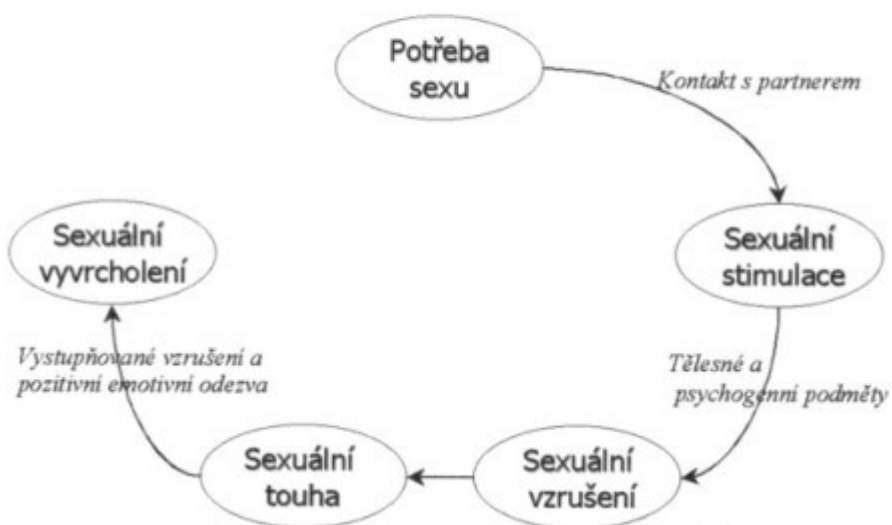 Potřeba
sexu
Kontakt s partnerem
Sexuální
stimulace
Tělesné a
psychogenní podměty
Sexuální
vzrušení
Sexuální
touha
Vystupňované vzrušení a
pozitivní emotivní odezva
Sexuální
vyvrcholení